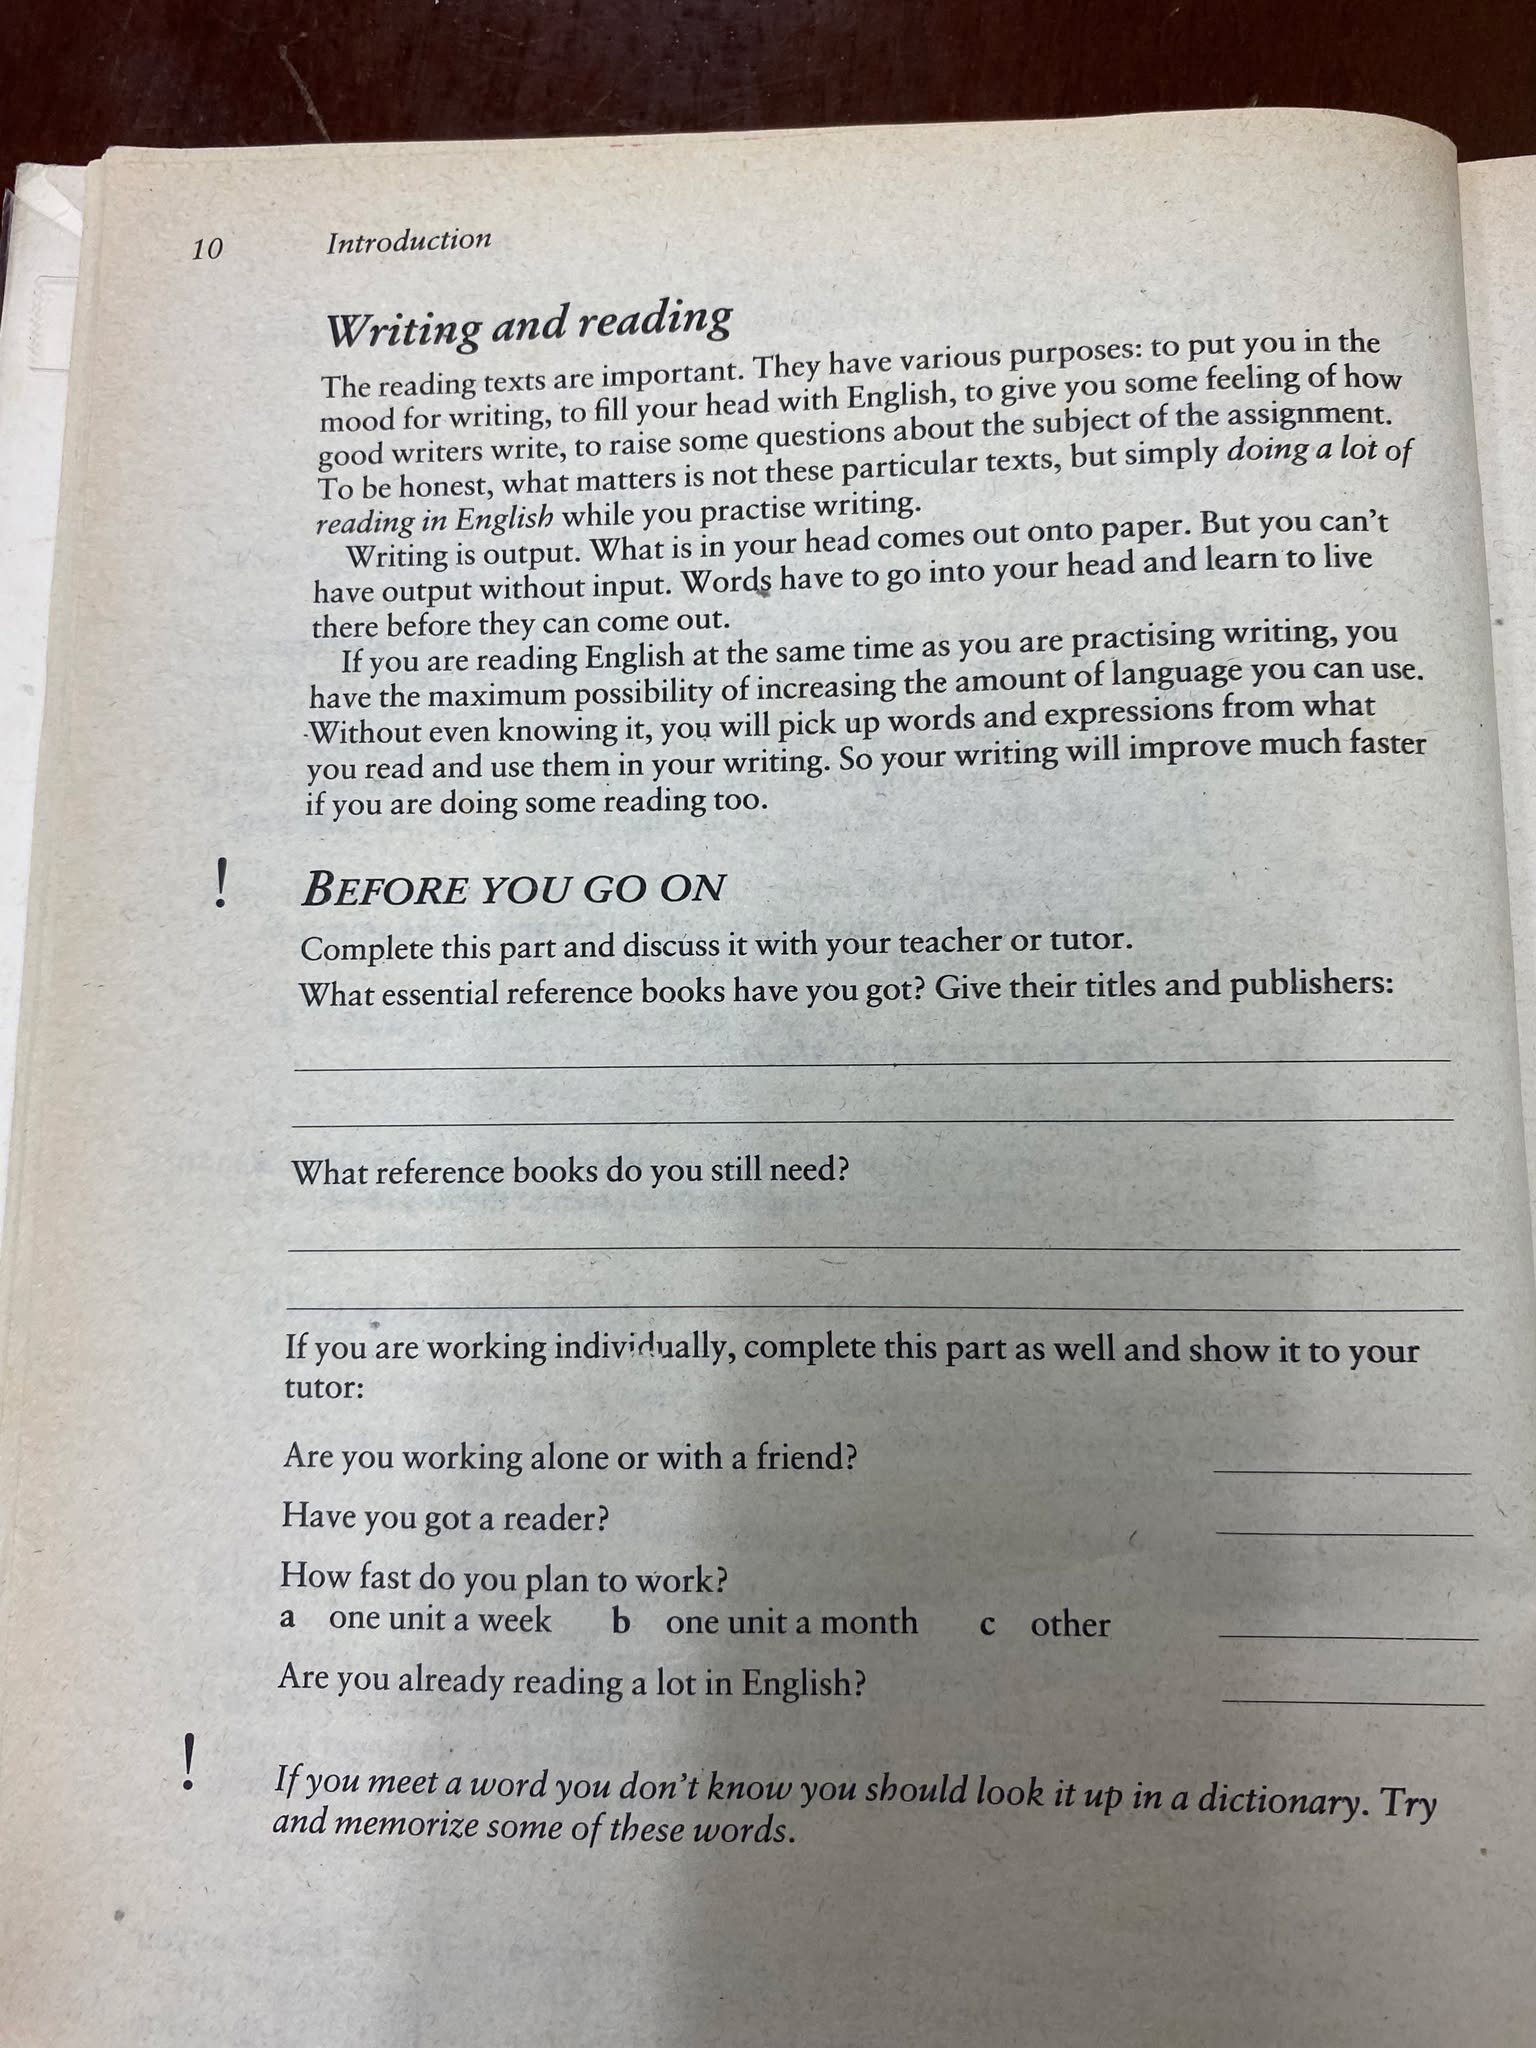 10 Introduction
Writing and reading
The reading texts are important. They have various purposes: to put you in the
mood for writing, to fill your head with English, to give you some feeling of how
good writers write, to raise some questions about the subject of the assignment.
To be honest, what matters is not these particular texts, but simply doing a lot of
reading in English while you practise writing.
Writing is output. What is in your head comes out onto paper. But you can't
have output without input. Words have to go into your head and learn to live
there before they can come out.
If you are reading English at the same time as you are practising writing, you
have the maximum possibility of increasing the amount of language you can use.
Without even knowing it, you will pick up words and expressions from what
you read and use them in your writing. So your writing will improve much faster
if you are doing some reading too.
! BEFORE YOU GO ON
Complete this part and discuss it with your teacher or tutor.
What essential reference books have you got? Give their titles and publishers:
What reference books do you still need?
If you are working individually, complete this part as well and show it to your
tutor:
Are you working alone or with a friend?
Have you got a reader?
How fast do you plan to work?
a one unit a week b one unit a month c other
Are you already reading a lot in English?
! If you meet a word you don't know you should look it up in a dictionary. Try
and memorize some of these words.